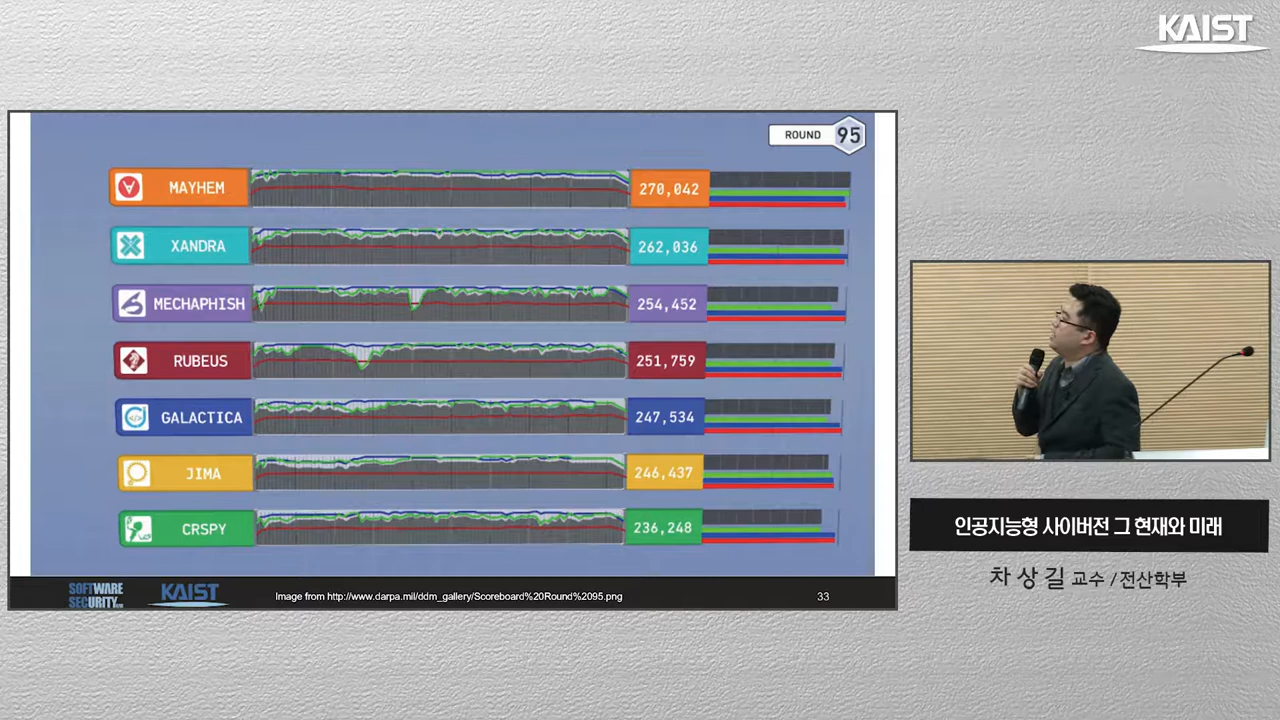 KAIST
ROUND 95
MAYHEM 270,042
XANDRA 262,036
MECHAPHISH 254,452
RUBEUS 251,759
GALACTICA 247,534
JIMA 246,437
CRSPY 236,248
SOFTWARE
SECURITY
KAIST
Image from http://www.darpa.mil/ddm_gallery/Scoreboard%20Round%2095.png
33
인공지능형 사이버전 그 현재와 미래
차상길 교수 / 전산학부